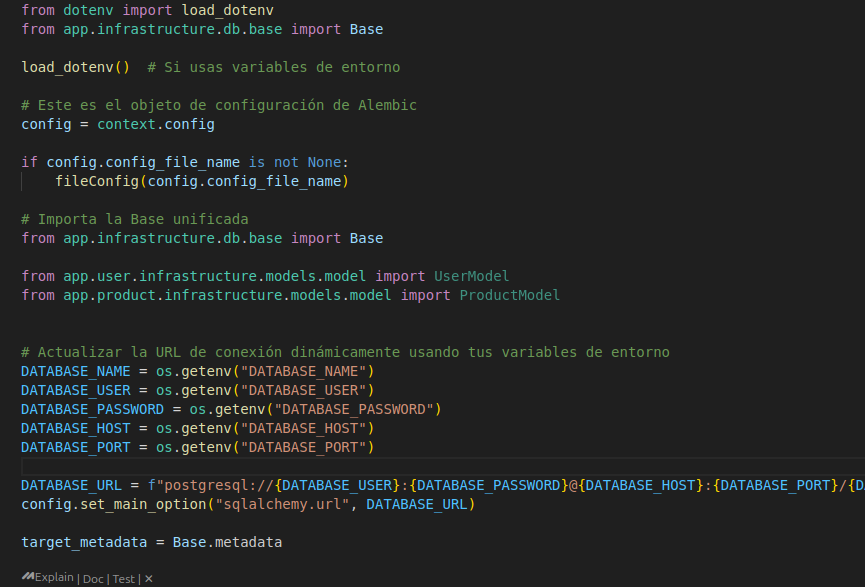 from dotenv import load_dotenv
from app.infrastructure.db.base import Base
load_dotenv()  # Si usas variables de entorno
# Este es el objeto de configuración de Alembic
config = context.config
if config.config_file_name is not None:
    fileConfig(config.config_file_name)
# Importa la Base unificada
from app.infrastructure.db.base import Base
from app.user.infrastructure.models.model import UserModel
from app.product.infrastructure.models.model import ProductModel
# Actualizar la URL de conexión dinámicamente usando tus variables de entorno
DATABASE_NAME = os.getenv("DATABASE_NAME")
DATABASE_USER = os.getenv("DATABASE_USER")
DATABASE_PASSWORD = os.getenv("DATABASE_PASSWORD")
DATABASE_HOST = os.getenv("DATABASE_HOST")
DATABASE_PORT = os.getenv("DATABASE_PORT")
DATABASE_URL = f"postgresql://{DATABASE_USER}:{DATABASE_PASSWORD}@{DATABASE_HOST}:{DATABASE_PORT}/{D
config.set_main_option("sqlalchemy.url", DATABASE_URL)
target_metadata = Base.metadata
Explain | Doc | Test | ✕